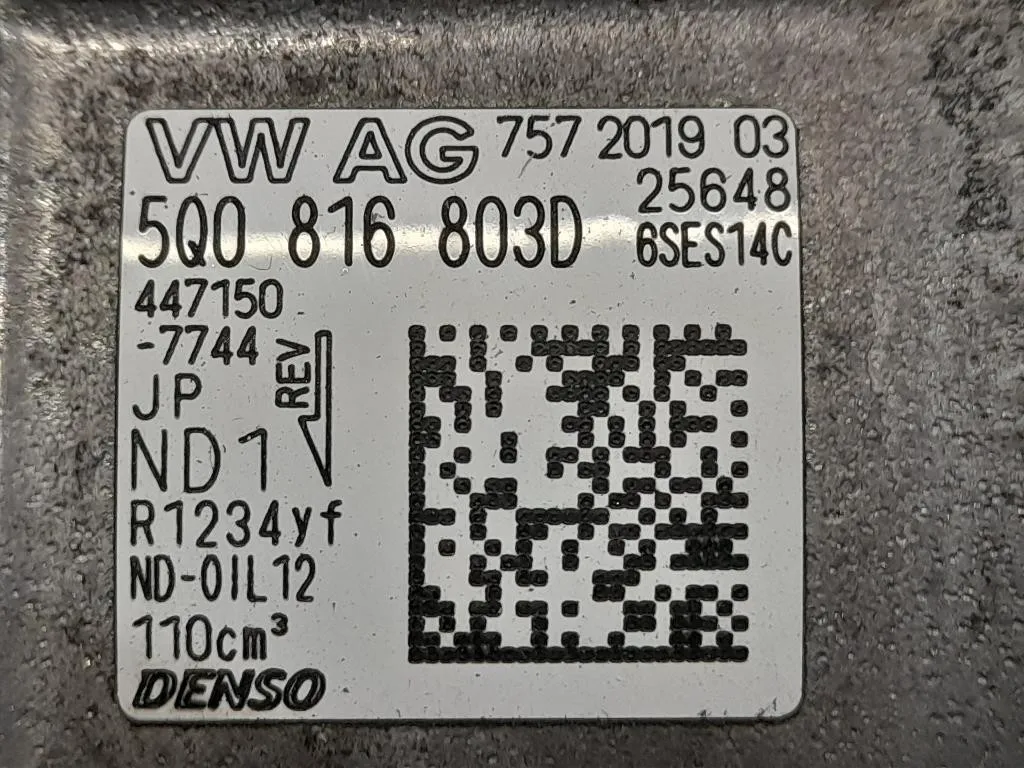 VW AG 757 2019 03
25648
5Q0 816 803D 6SES14C
447150
-7744
REV
JP
ND1
R1234yf
ND-OIL12
110cm³
DENSO